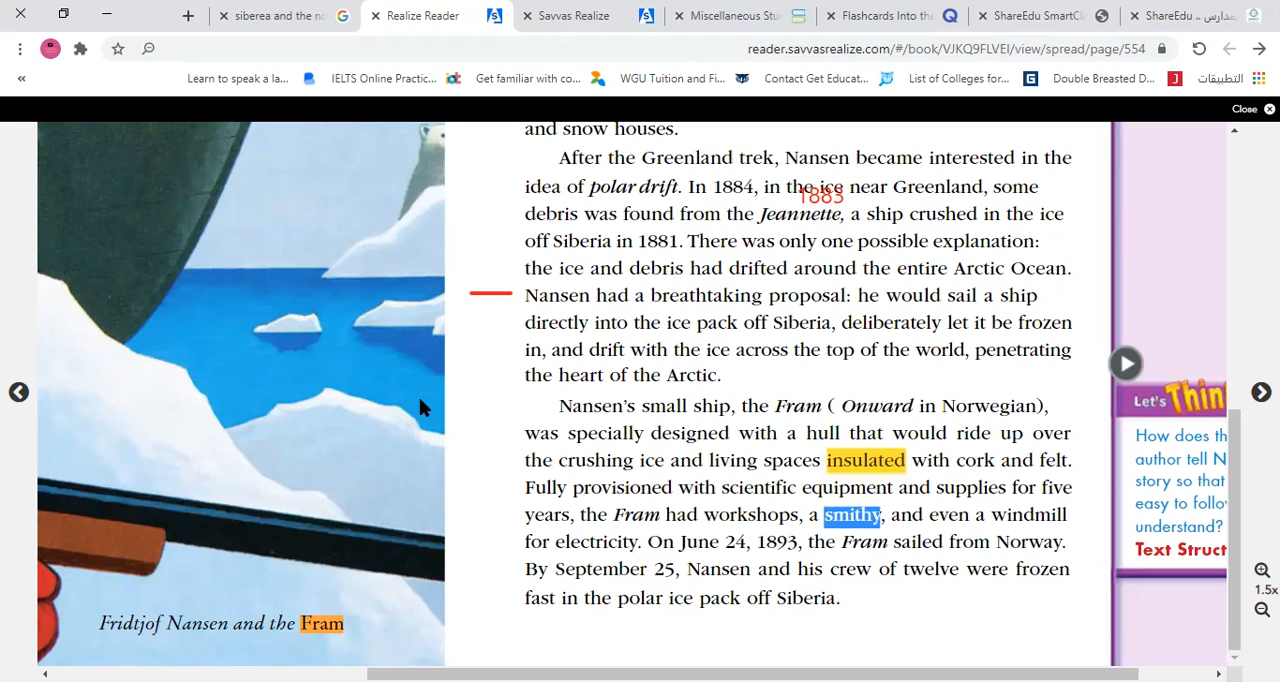 siberea and the no
Realize Reader
Savvas Realize
Miscellaneous Stu
Flashcards Into the
ShareEdu SmartCl
ShareEdu .. مدارس
reader.savvasrealize.com/#/book/VJKQ9FLVEI/view/spread/page/554
Learn to speak a la...
IELTS Online Practic...
Get familiar with co...
WGU Tuition and Fi...
Contact Get Educat...
List of Colleges for...
Double Breasted D...
التطبيقات
Close
and snow houses.
After the Greenland trek, Nansen became interested in the
idea of polar drift. In 1884, in the ice near Greenland, some
1883
debris was found from the Jeannette, a ship crushed in the ice
off Siberia in 1881. There was only one possible explanation:
the ice and debris had drifted around the entire Arctic Ocean.
Nansen had a breathtaking proposal: he would sail a ship
directly into the ice pack off Siberia, deliberately let it be frozen
in, and drift with the ice across the top of the world, penetrating
the heart of the Arctic.
Nansen's small ship, the Fram ( Onward in Norwegian),
was specially designed with a hull that would ride up over
the crushing ice and living spaces insulated with cork and felt.
Fully provisioned with scientific equipment and supplies for five
years, the Fram had workshops, a smithy, and even a windmill
for electricity. On June 24, 1893, the Fram sailed from Norway.
By September 25, Nansen and his crew of twelve were frozen
fast in the polar ice pack off Siberia.
Fridtjof Nansen and the Fram
Let's Thin
How does th
author tell N
story so that
easy to follo
understand?
Text Struct
1.5x